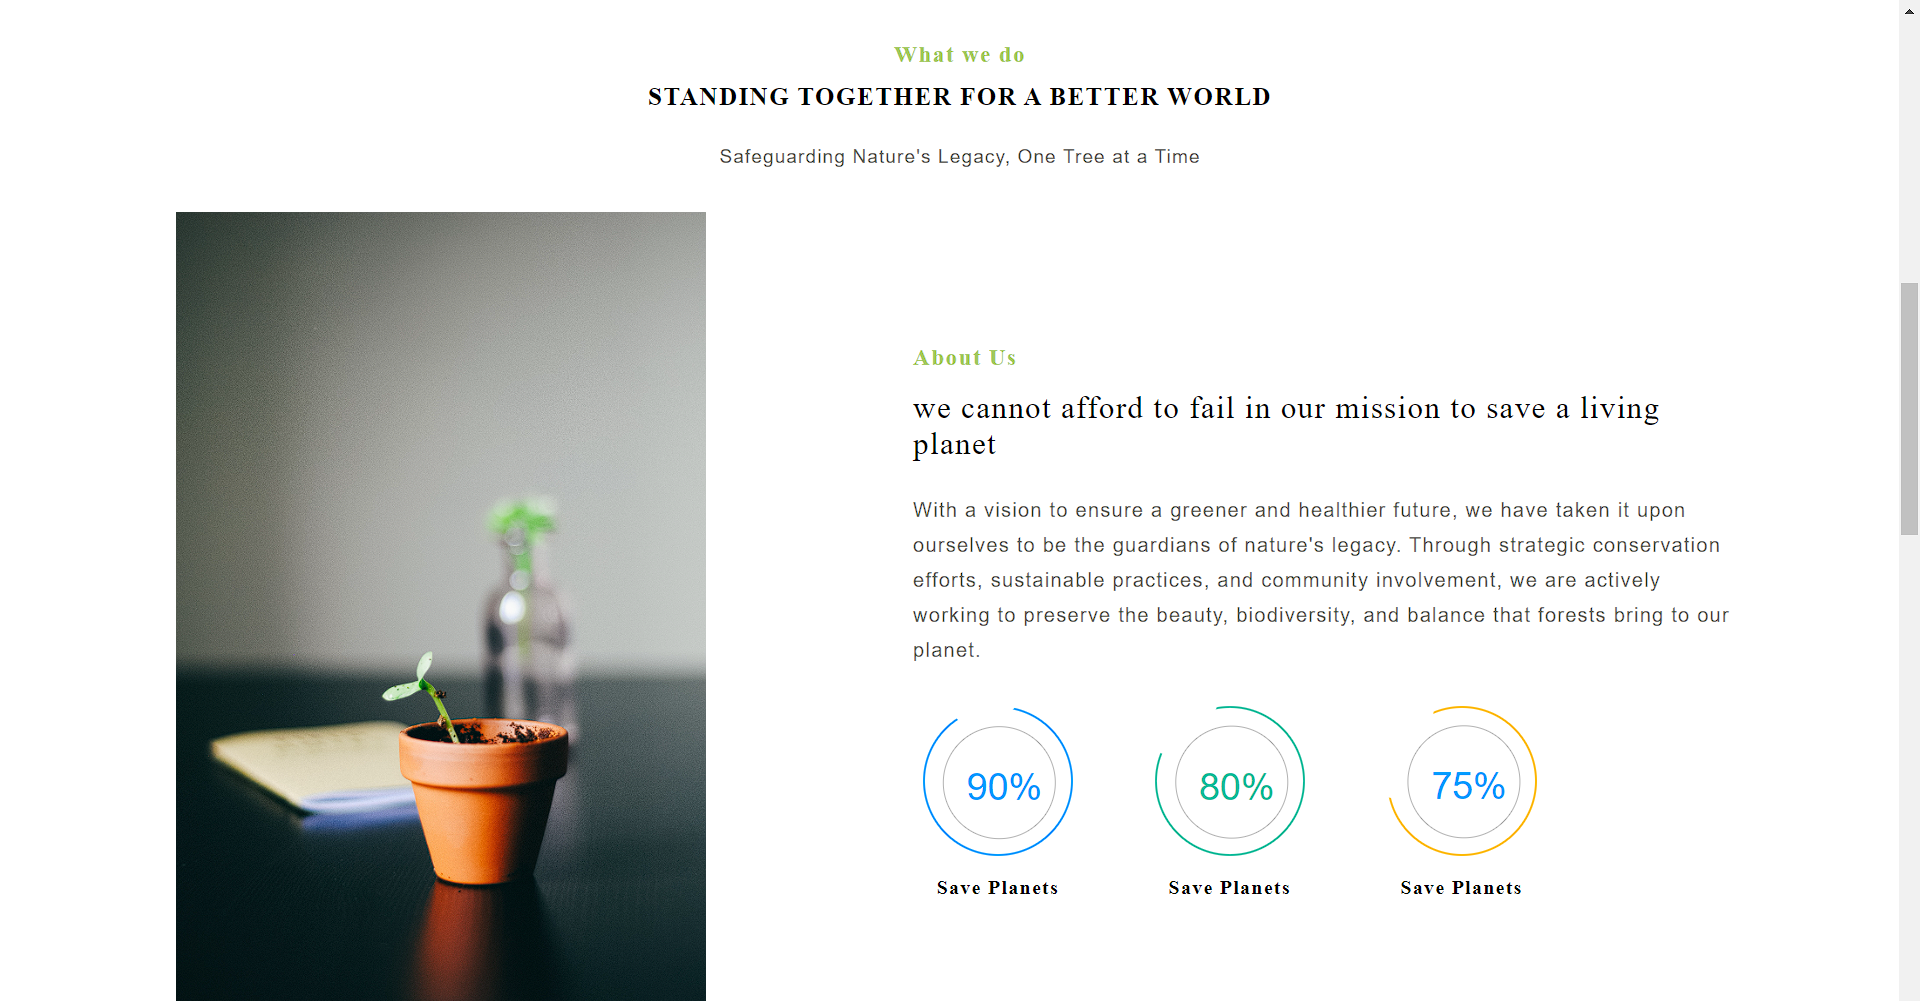 What we do
STANDING TOGETHER FOR A BETTER WORLD
Safeguarding Nature's Legacy, One Tree at a Time
About Us
we cannot afford to fail in our mission to save a living
planet
With a vision to ensure a greener and healthier future, we have taken it upon
ourselves to be the guardians of nature's legacy. Through strategic conservation
efforts, sustainable practices, and community involvement, we are actively
working to preserve the beauty, biodiversity, and balance that forests bring to our
planet.
90% 80% 75%
Save Planets Save Planets Save Planets